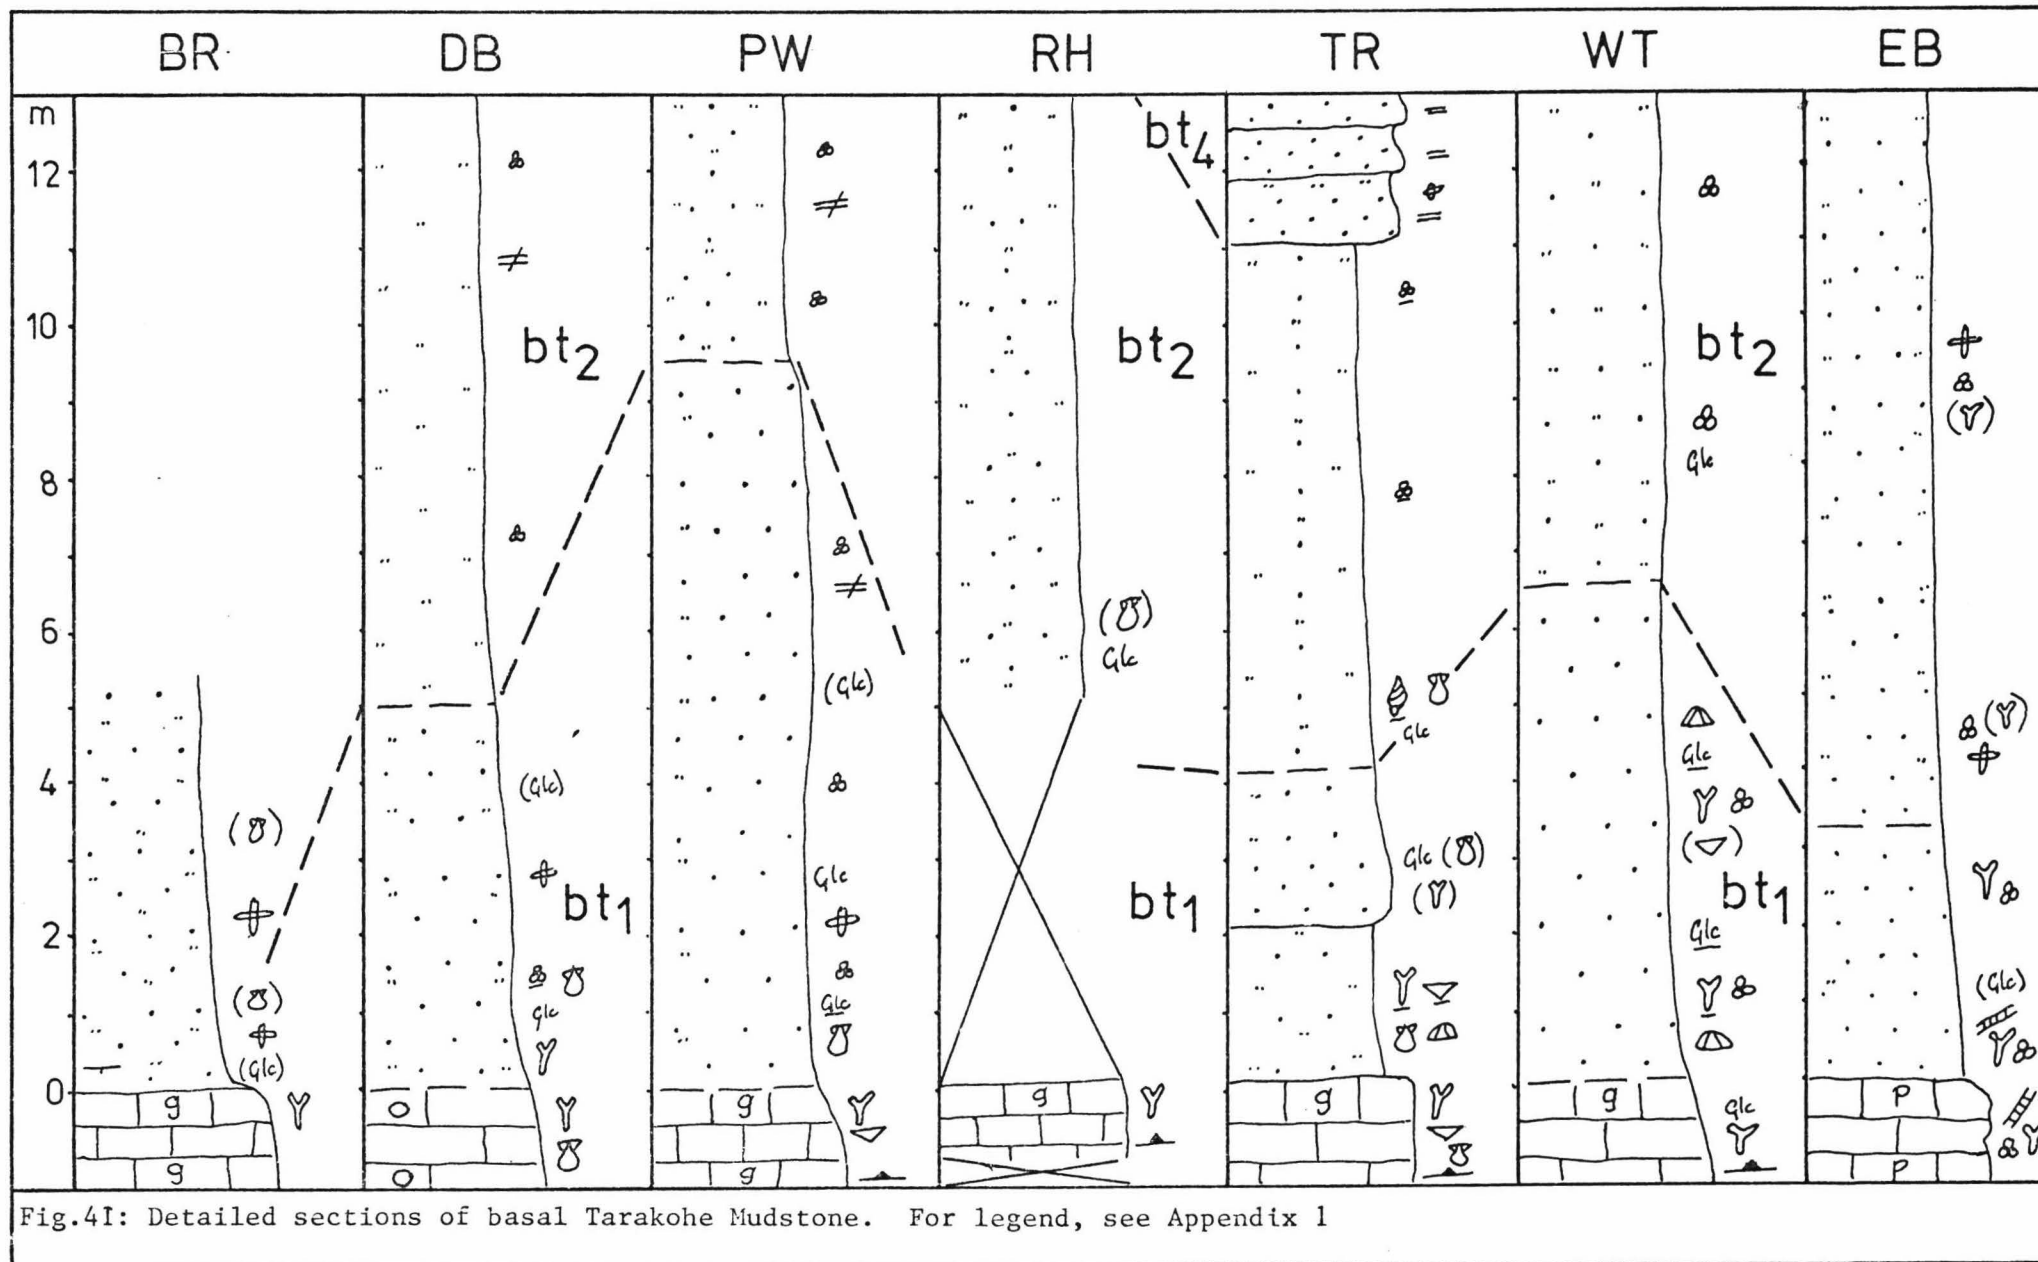 BR DB PW RH TR WT EB
m
bt4
12
10
bt2 bt2 bt2
8
Glc
6
Glc
(Glc)
Glc
4
(Glc)
Glc
Glc
Glc
2
bt1 bt1 bt1
Glc
(Glc)
Glc
Glc
(Glc)
0
g o g g g g p
Glc
g o g p
Fig.4I: Detailed sections of basal Tarakohe Mudstone. For legend, see Appendix 1